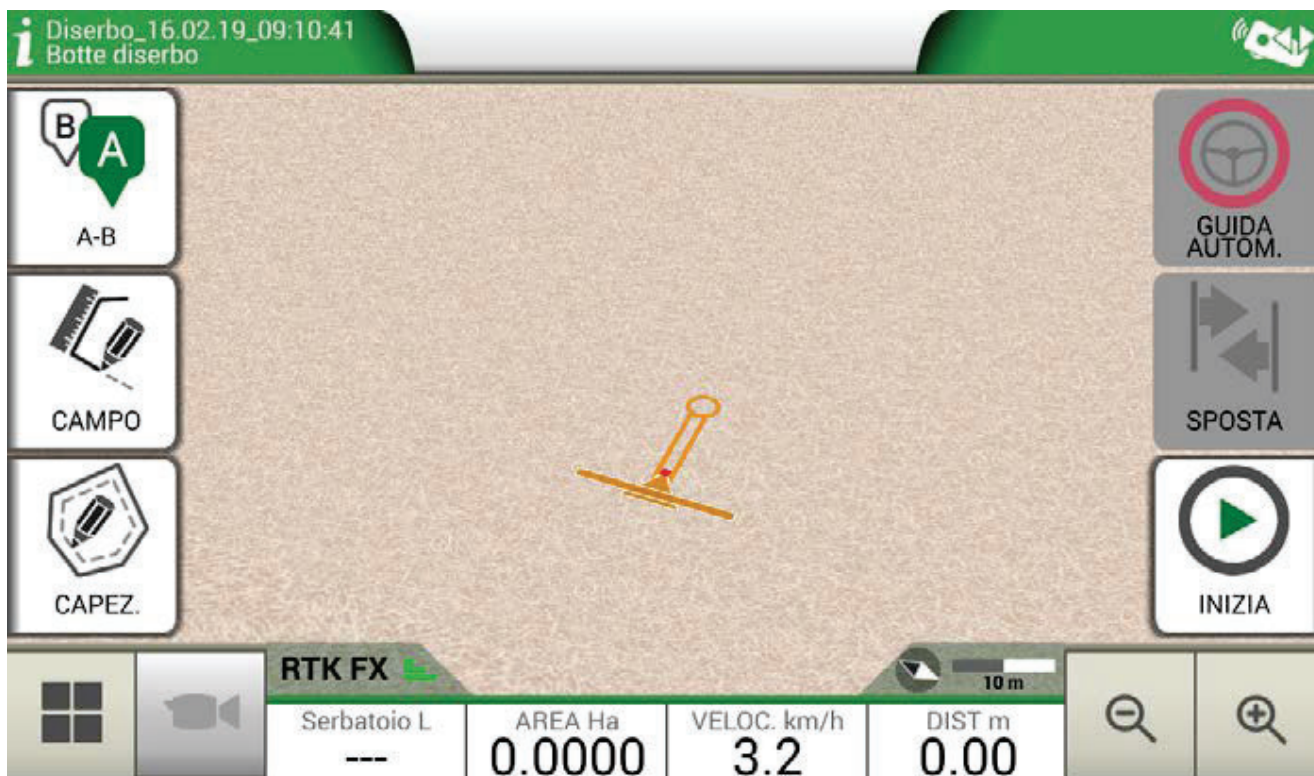 Diserbo_16.02.19_09:10:41
Botte diserbo
B
A
A-B
CAMPO
CAPEZ.
GUIDA
AUTOM.
SPOSTA
INIZIA
RTK FX
10 m
Serbatoio L
---
AREA Ha
0.0000
VELOC. km/h
3.2
DIST m
0.00